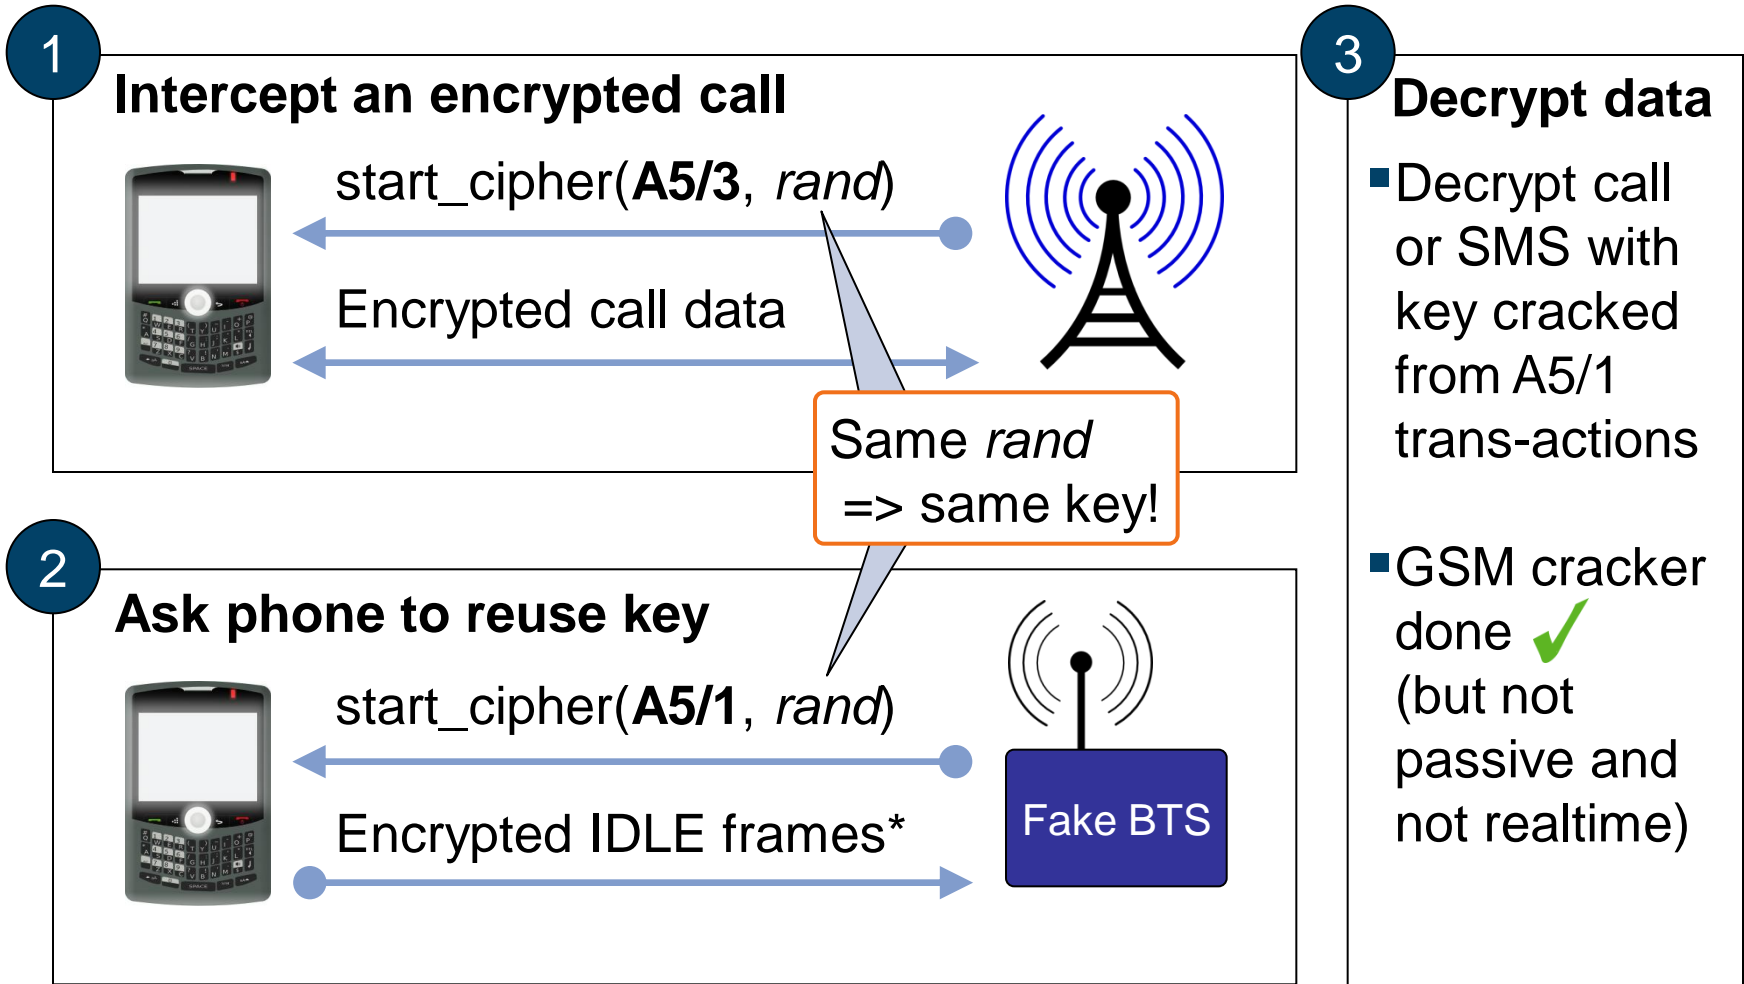 1
Intercept an encrypted call
start_cipher(A5/3, rand)
Encrypted call data
Same rand
=> same key!
2
Ask phone to reuse key
start_cipher(A5/1, rand)
Encrypted IDLE frames*
Fake BTS
3
Decrypt data
Decrypt call
or SMS with
key cracked
from A5/1
trans-actions
GSM cracker
done
(but not
passive and
not realtime)